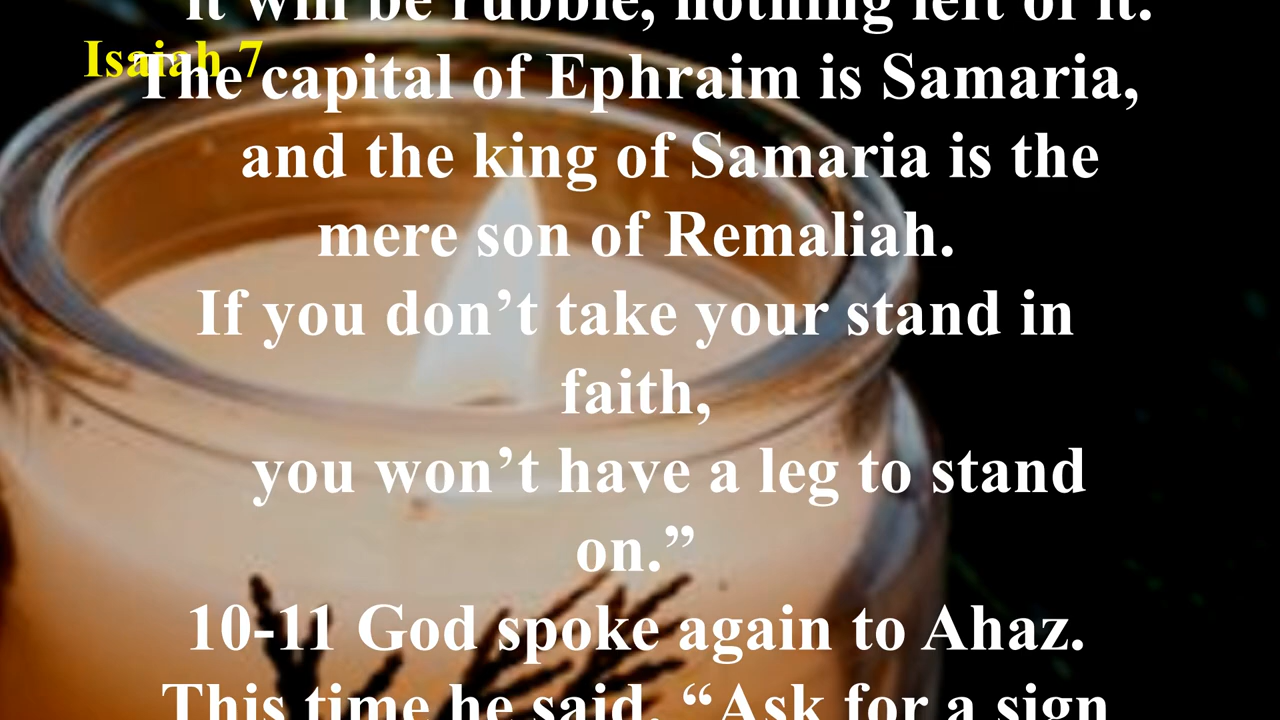 it will be rubble, nothing left of it.
Isaiah 7
The capital of Ephraim is Samaria,
and the king of Samaria is the
mere son of Remaliah.
If you don’t take your stand in
faith,
you won’t have a leg to stand
on.”
10-11 God spoke again to Ahaz.
This time he said, “Ask for a sign